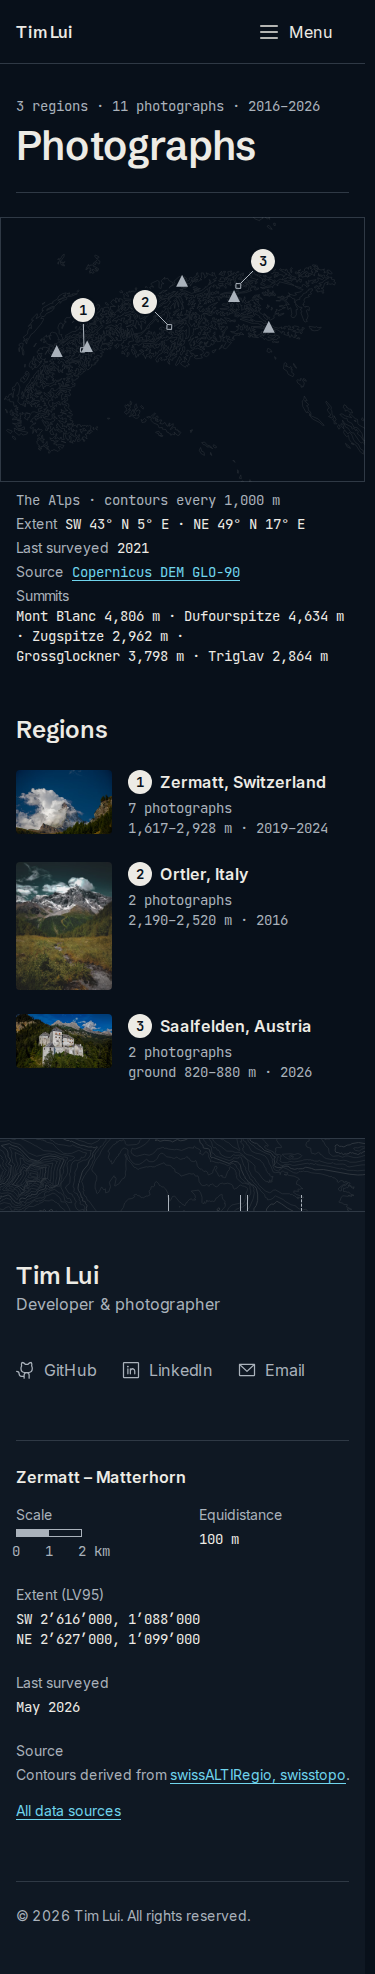 Tim Lui
Menu
3 regions · 11 photographs · 2016–2026
Photographs
3
2
1
The Alps · contours every 1,000 m
Extent SW 43° N 5° E · NE 49° N 17° E
Last surveyed 2021
Source Copernicus DEM GLO-90
Summits
Mont Blanc 4,806 m · Dufourspitze 4,634 m
· Zugspitze 2,962 m ·
Grossglockner 3,798 m · Triglav 2,864 m
Regions
1 Zermatt, Switzerland
7 photographs
1,617–2,928 m · 2019–2024
2 Ortler, Italy
2 photographs
2,190–2,520 m · 2016
3 Saalfelden, Austria
2 photographs
ground 820–880 m · 2026
Tim Lui
Developer & photographer
GitHub
LinkedIn
Email
Zermatt – Matterhorn
Scale
0 1 2 km
Equidistance
100 m
Extent (LV95)
SW 2’616’000, 1’088’000
NE 2’627’000, 1’099’000
Last surveyed
May 2026
Source
Contours derived from swissALTIRegio, swisstopo.
All data sources
© 2026 Tim Lui. All rights reserved.